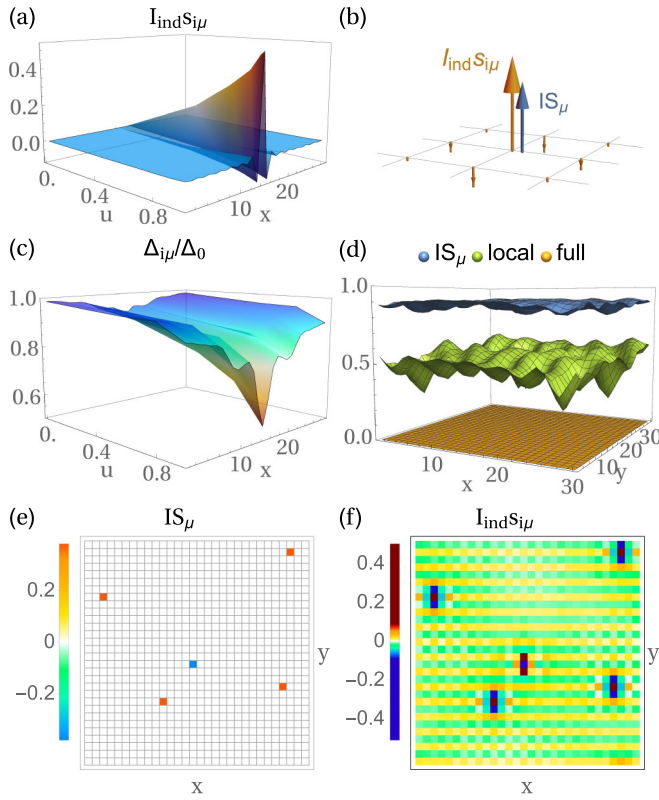 (a) I_ind s_iμ
0.4
0.2
0.0
0.
0.4
0.8
u
10
20
x
(b)
I_ind s_iμ
IS_μ
(c) Δ_iμ/Δ_0
1.0
0.8
0.6
0.
0.4
0.8
u
10
20
x
(d) IS_μ local full
1.0
0.5
0.0
10
20
30
x
10
20
30
y
(e) IS_μ
0.2
0
−0.2
y
x
(f) I_ind s_iμ
0.4
0.2
0
−0.2
−0.4
y
x